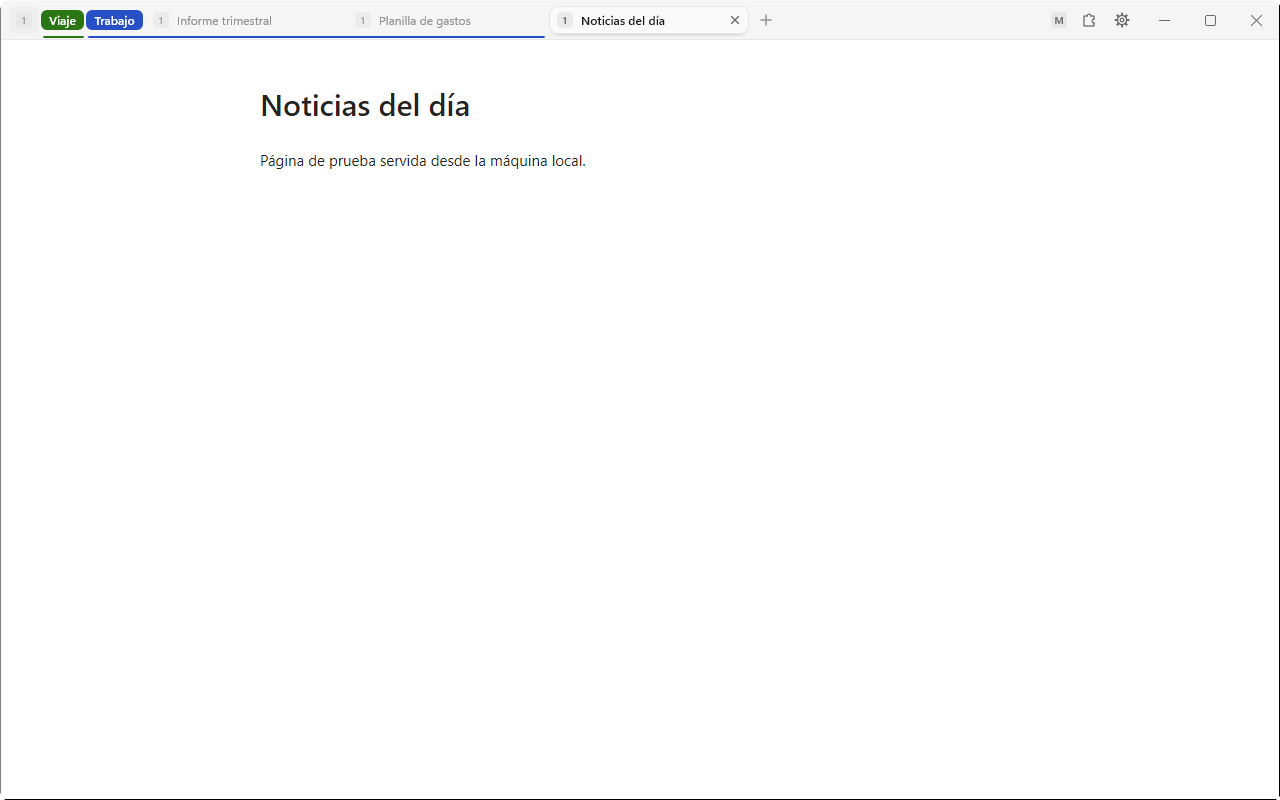 1 Viaje Trabajo 1 Informe trimestral 1 Planilla de gastos 1 Noticias del día M
Noticias del día
Página de prueba servida desde la máquina local.